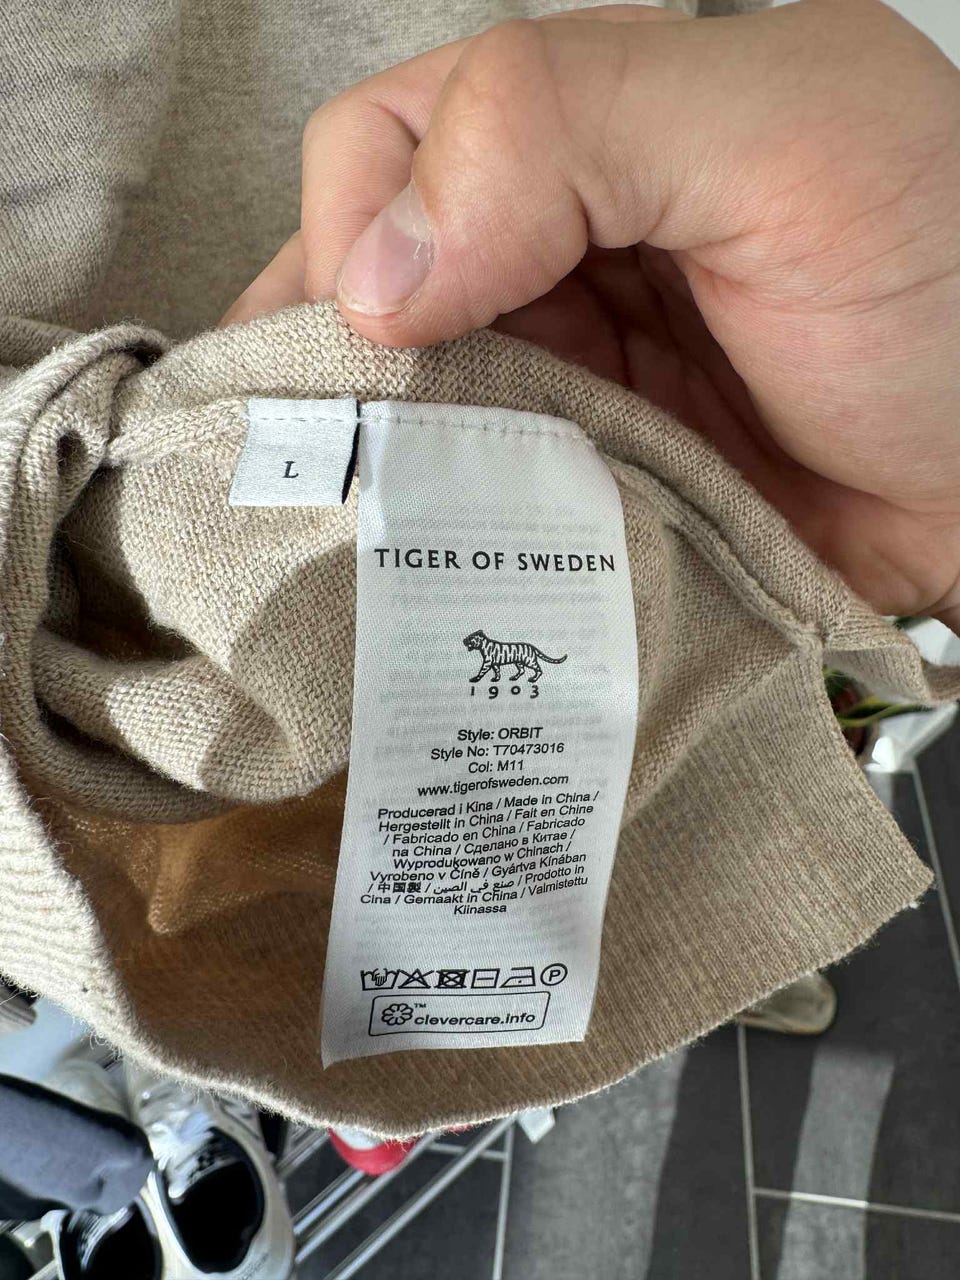 L
TIGER OF SWEDEN
1903
Style: ORBIT
Style No: T70473016
Col: M11
www.tigerofsweden.com
Producerad i Kina / Made in China /
Hergestellt in China / Fait en Chine
/ Fabricado en China / Fabricado
na China / Сделано в Китае /
Wyprodukowano w Chinach /
Vyrobeno v Číně / Gyártva Kínában
/ 中国製 / صنع في الصين / Prodotto in
Cina / Gemaakt in China / Valmistettu
Kiinassa
P
™
clevercare.info